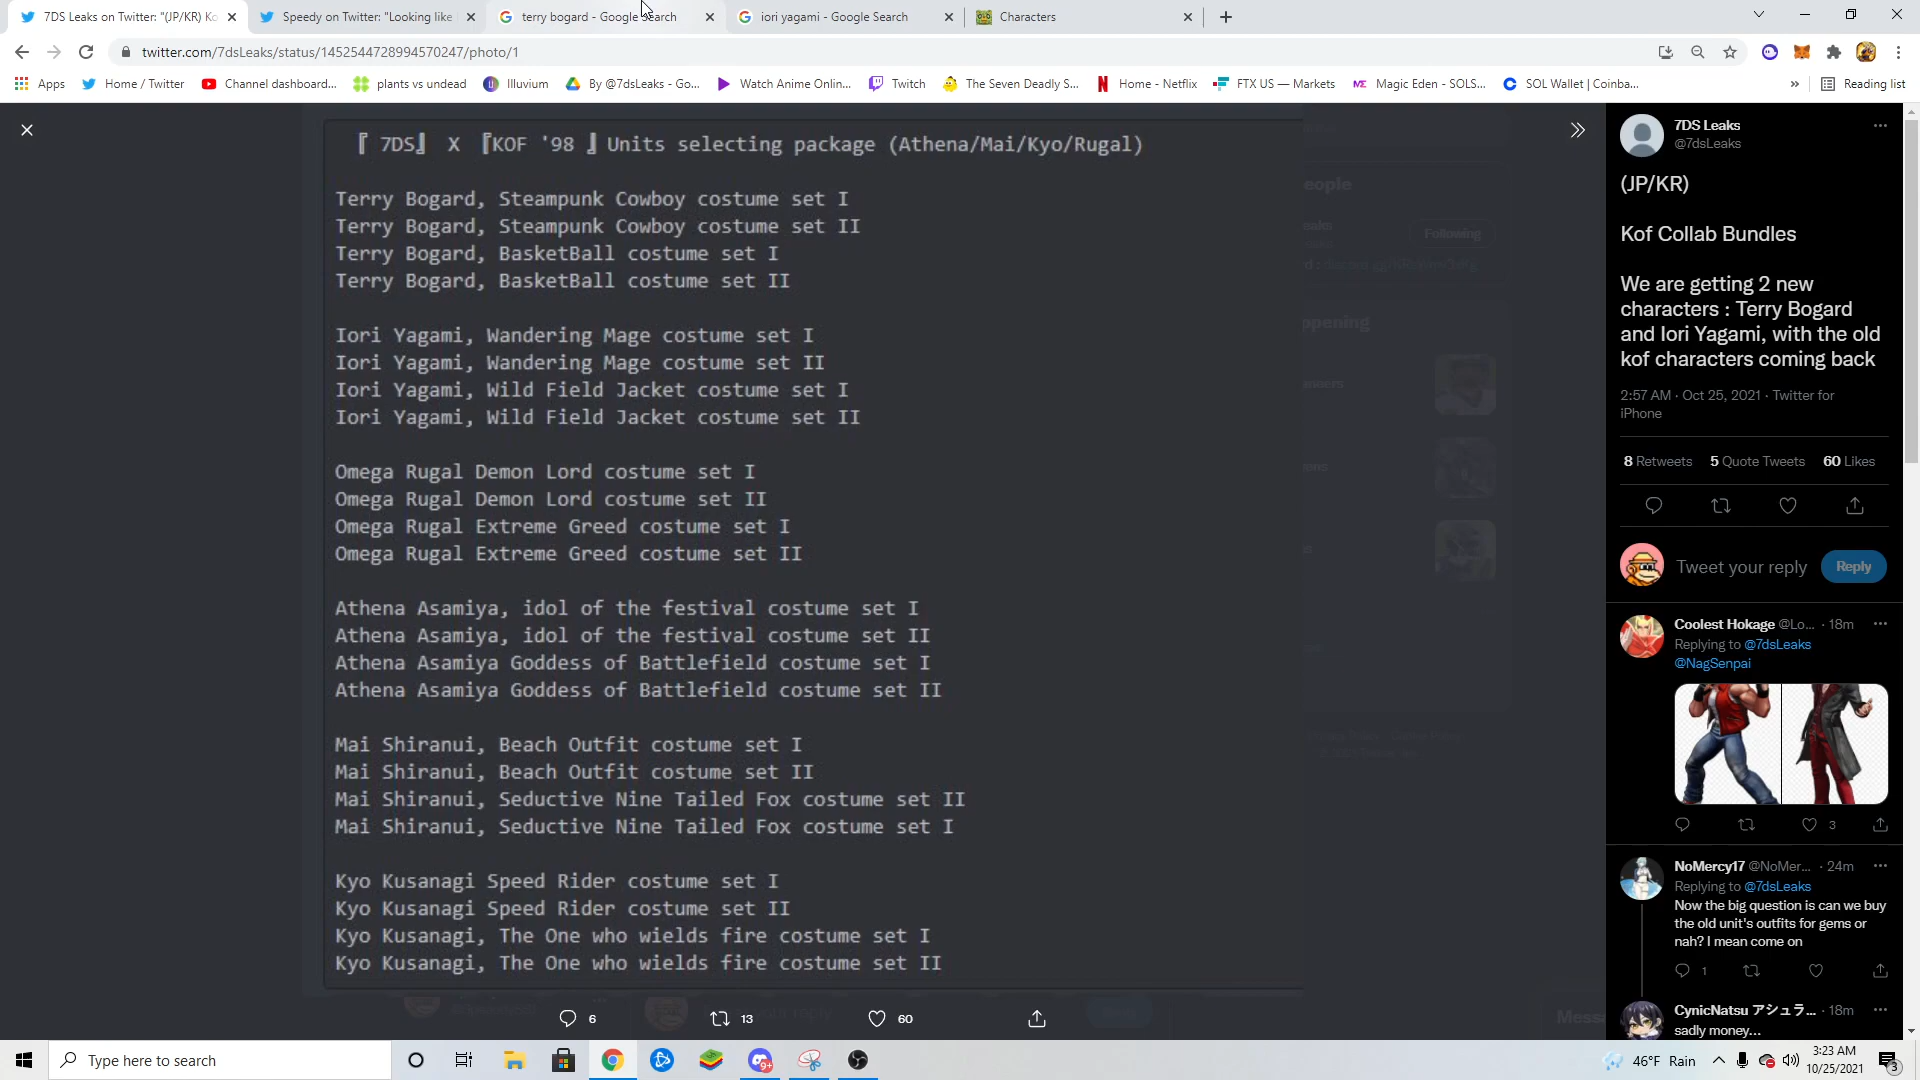 7DS Leaks on Twitter: "(JP/KR) Ko
Speedy on Twitter: "Looking like
terry bogard - Google Search
iori yagami - Google Search
Characters
twitter.com/7dsLeaks/status/1452544728994570247/photo/1
Apps
Home / Twitter
Channel dashboard...
plants vs undead
Illuvium
By @7dsLeaks - Go...
Watch Anime Onlin...
Twitch
The Seven Deadly S...
Home - Netflix
FTX US — Markets
Magic Eden - SOLS...
SOL Wallet | Coinba...
»
Reading list
『 7DS』 X 『KOF '98 』Units selecting package (Athena/Mai/Kyo/Rugal)
Terry Bogard, Steampunk Cowboy costume set I
Terry Bogard, Steampunk Cowboy costume set II
Terry Bogard, BasketBall costume set I
Terry Bogard, BasketBall costume set II
Iori Yagami, Wandering Mage costume set I
Iori Yagami, Wandering Mage costume set II
Iori Yagami, Wild Field Jacket costume set I
Iori Yagami, Wild Field Jacket costume set II
Omega Rugal Demon Lord costume set I
Omega Rugal Demon Lord costume set II
Omega Rugal Extreme Greed costume set I
Omega Rugal Extreme Greed costume set II
Athena Asamiya, idol of the festival costume set I
Athena Asamiya, idol of the festival costume set II
Athena Asamiya Goddess of Battlefield costume set I
Athena Asamiya Goddess of Battlefield costume set II
Mai Shiranui, Beach Outfit costume set I
Mai Shiranui, Beach Outfit costume set II
Mai Shiranui, Seductive Nine Tailed Fox costume set II
Mai Shiranui, Seductive Nine Tailed Fox costume set I
Kyo Kusanagi Speed Rider costume set I
Kyo Kusanagi Speed Rider costume set II
Kyo Kusanagi, The One who wields fire costume set I
Kyo Kusanagi, The One who wields fire costume set II
eople
Following
ppening
6
13
60
7DS Leaks
@7dsLeaks
(JP/KR)
Kof Collab Bundles
We are getting 2 new
characters : Terry Bogard
and Iori Yagami, with the old
kof characters coming back
2:57 AM · Oct 25, 2021 · Twitter for
iPhone
8 Retweets 5 Quote Tweets 60 Likes
Tweet your reply
Reply
Coolest Hokage @Lo... · 18m
Replying to @7dsLeaks
@NagSenpai
3
NoMercy17 @NoMer... · 24m
Replying to @7dsLeaks
Now the big question is can we buy
the old unit's outfits for gems or
nah? I mean come on
1
CynicNatsu アシュラ... · 18m
sadly money...
Type here to search
9+
46°F Rain
3:23 AM
10/25/2021
3